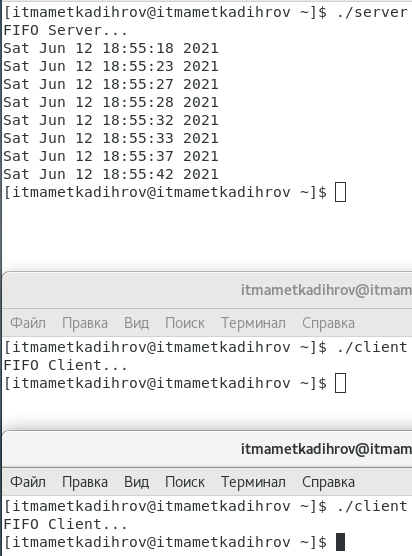 [itmametkadihrov@itmametkadihrov ~]$ ./server
FIFO Server...
Sat Jun 12 18:55:18 2021
Sat Jun 12 18:55:23 2021
Sat Jun 12 18:55:27 2021
Sat Jun 12 18:55:28 2021
Sat Jun 12 18:55:32 2021
Sat Jun 12 18:55:33 2021
Sat Jun 12 18:55:37 2021
Sat Jun 12 18:55:42 2021
[itmametkadihrov@itmametkadihrov ~]$
itmametkadihrov@itmam
Файл Правка Вид Поиск Терминал Справка
[itmametkadihrov@itmametkadihrov ~]$ ./client
FIFO Client...
[itmametkadihrov@itmametkadihrov ~]$
itmametkadihrov@itmam
Файл Правка Вид Поиск Терминал Справка
[itmametkadihrov@itmametkadihrov ~]$ ./client
FIFO Client...
[itmametkadihrov@itmametkadihrov ~]$